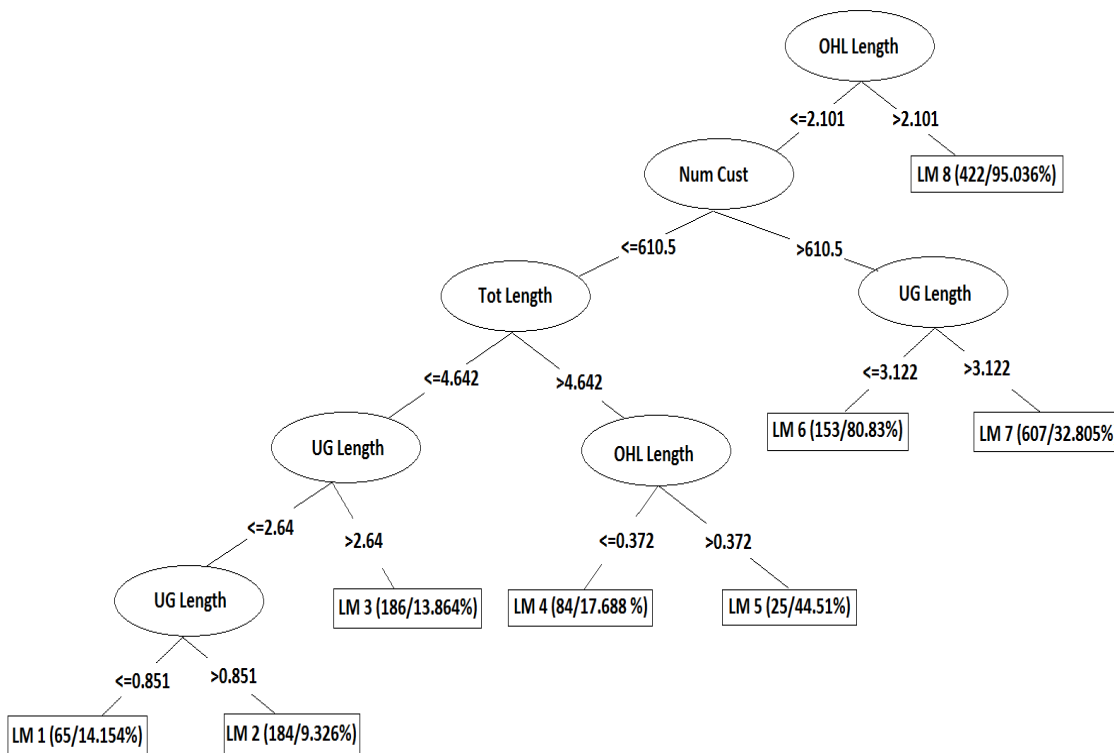 OHL Length
<=2.101
>2.101
Num Cust
LM 8 (422/95.036%)
<=610.5
>610.5
Tot Length
UG Length
<=4.642
>4.642
<=3.122
>3.122
LM 6 (153/80.83%)
LM 7 (607/32.805%
UG Length
OHL Length
<=2.64
>2.64
<=0.372
>0.372
UG Length
LM 3 (186/13.864%)
LM 4 (84/17.688 %)
LM 5 (25/44.51%)
<=0.851
>0.851
LM 1 (65/14.154%)
LM 2 (184/9.326%)